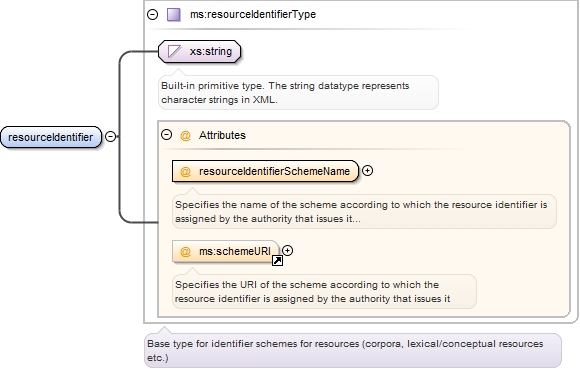 ms:resourceIdentifierType
xs:string
Built-in primitive type. The string datatype represents
character strings in XML.
resourceIdentifier
@ Attributes
@ resourceIdentifierSchemeName
Specifies the name of the scheme according to which the resource identifier is
assigned by the authority that issues it...
@ ms:schemeURI
Specifies the URI of the scheme according to which the
resource identifier is assigned by the authority that issues it
Base type for identifier schemes for resources (corpora, lexical/conceptual resources
etc.)